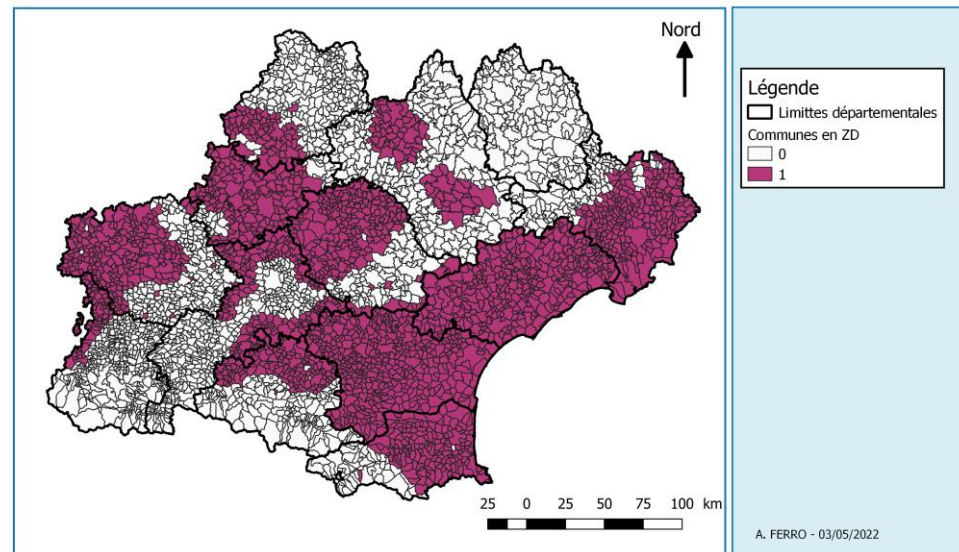 Nord
Légende
Limittes départementales
Communes en ZD
0
1
25 0 25 50 75 100 km
A. FERRO - 03/05/2022